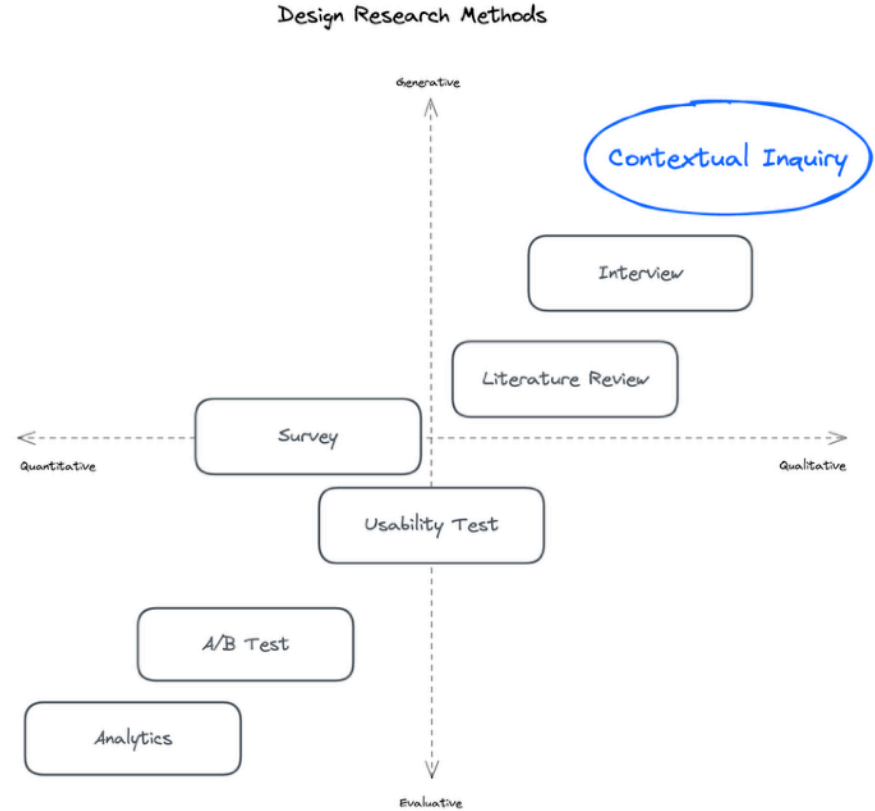 Design Research Methods
Generative
Contextual Inquiry
Interview
Literature Review
Survey
Quantitative
Qualitative
Usability Test
A/B Test
Analytics
Evaluative